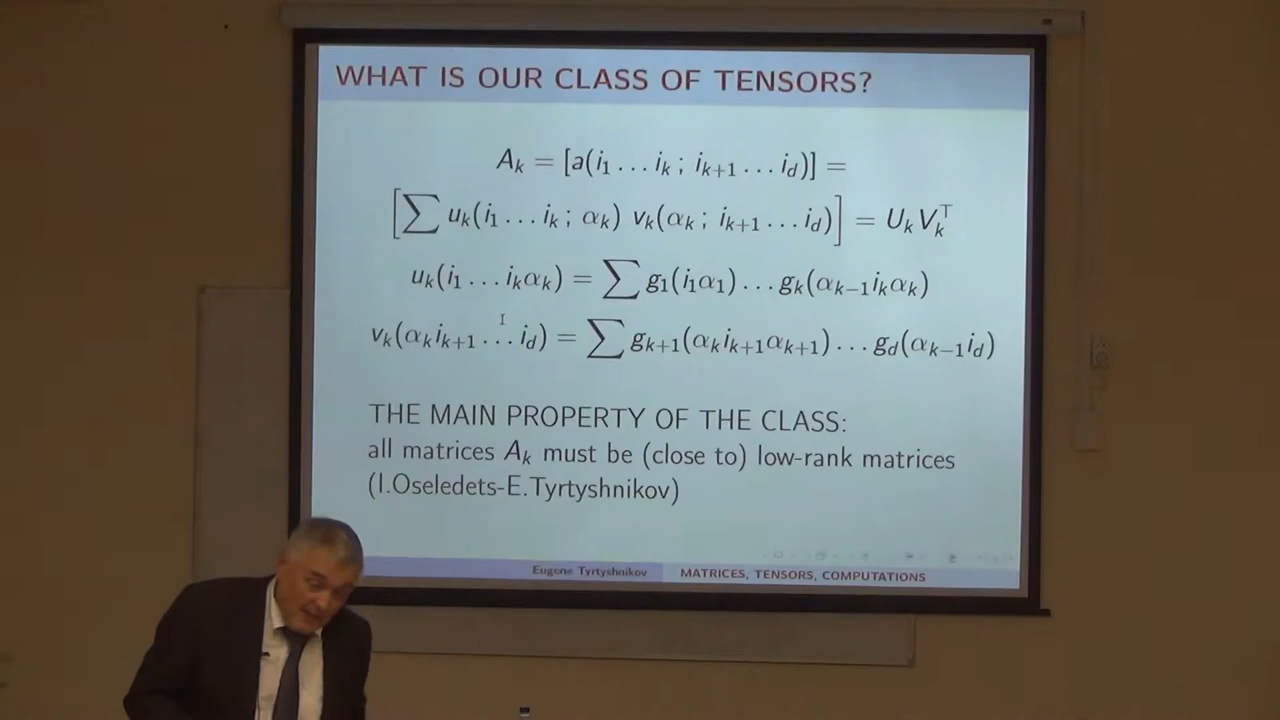 WHAT IS OUR CLASS OF TENSORS?
A_k = [a(i_1 … i_k ; i_{k+1} … i_d)] =
[∑ u_k(i_1 … i_k ; α_k) v_k(α_k ; i_{k+1} … i_d)] = U_k V_k^⊤
u_k(i_1 … i_k α_k) = ∑ g_1(i_1 α_1) … g_k(α_{k−1} i_k α_k)
v_k(α_k i_{k+1} … i_d) = ∑ g_{k+1}(α_k i_{k+1} α_{k+1}) … g_d(α_{k−1} i_d)
THE MAIN PROPERTY OF THE CLASS:
all matrices A_k must be (close to) low-rank matrices
(I.Oseledets-E.Tyrtyshnikov)
Eugene Tyrtyshnikov MATRICES, TENSORS, COMPUTATIONS